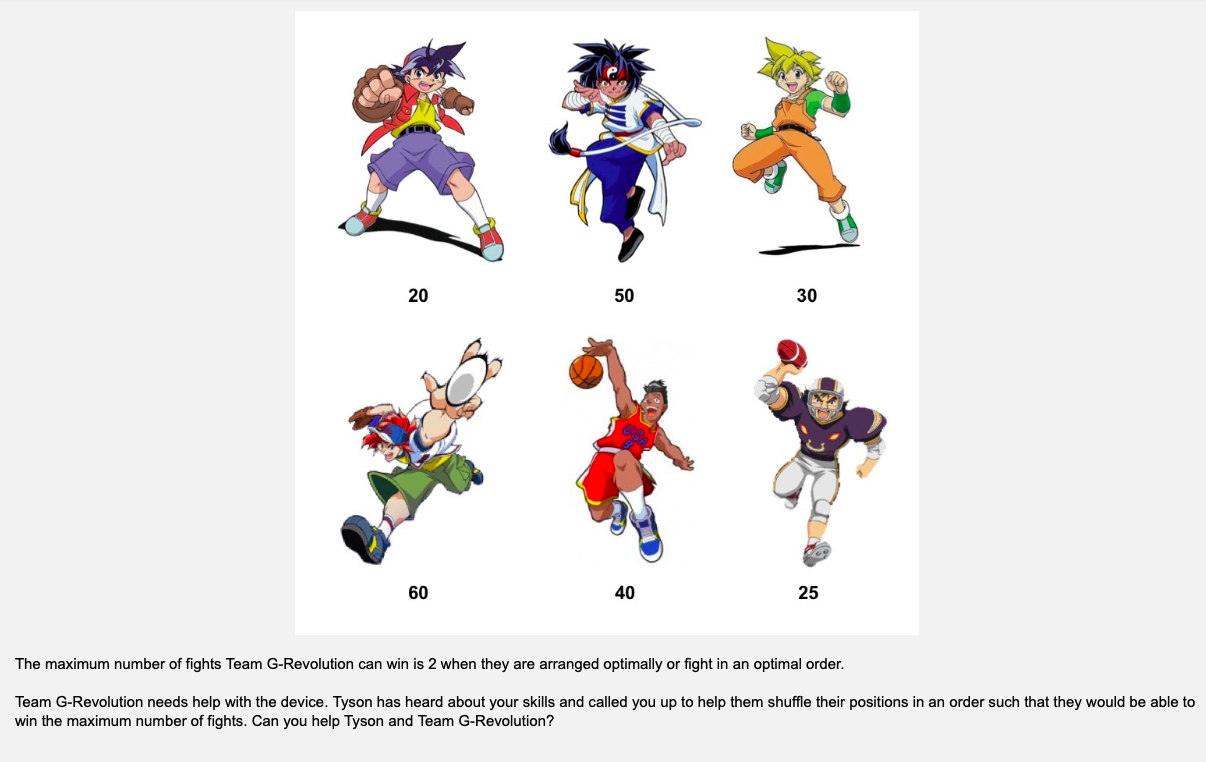 20 50 30
USA
60 40 25
The maximum number of fights Team G-Revolution can win is 2 when they are arranged optimally or fight in an optimal order.
Team G-Revolution needs help with the device. Tyson has heard about your skills and called you up to help them shuffle their positions in an order such that they would be able to
win the maximum number of fights. Can you help Tyson and Team G-Revolution?